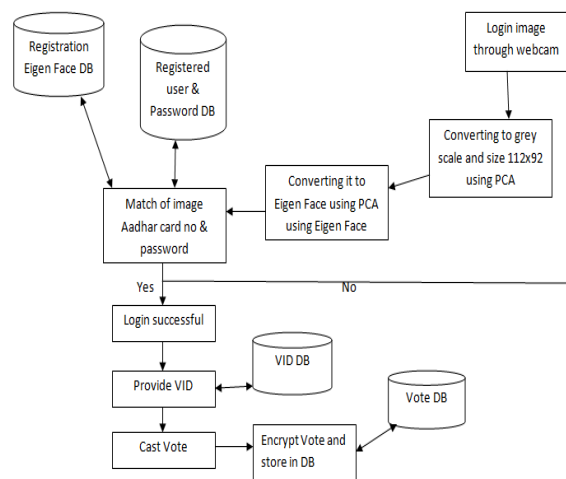 Registration
Eigen Face DB
Registered
user &
Password DB
Login image
through webcam
Converting to grey
scale and size 112x92
using PCA
Converting it to
Eigen Face using PCA
using Eigen Face
Match of image
Aadhar card no &
password
Yes
No
Login successful
Provide VID
VID DB
Cast Vote
Encrypt Vote and
store in DB
Vote DB